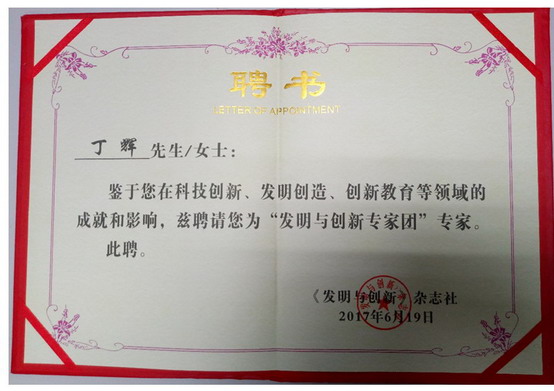 聘书
LETTER OF APPOINTMENT
丁辉 先生/女士：
鉴于您在科技创新、发明创造、创新教育等领域的
成就和影响，兹聘请您为“发明与创新专家团”专家。
此聘。
《发明与创新》杂志社
2017年6月19日